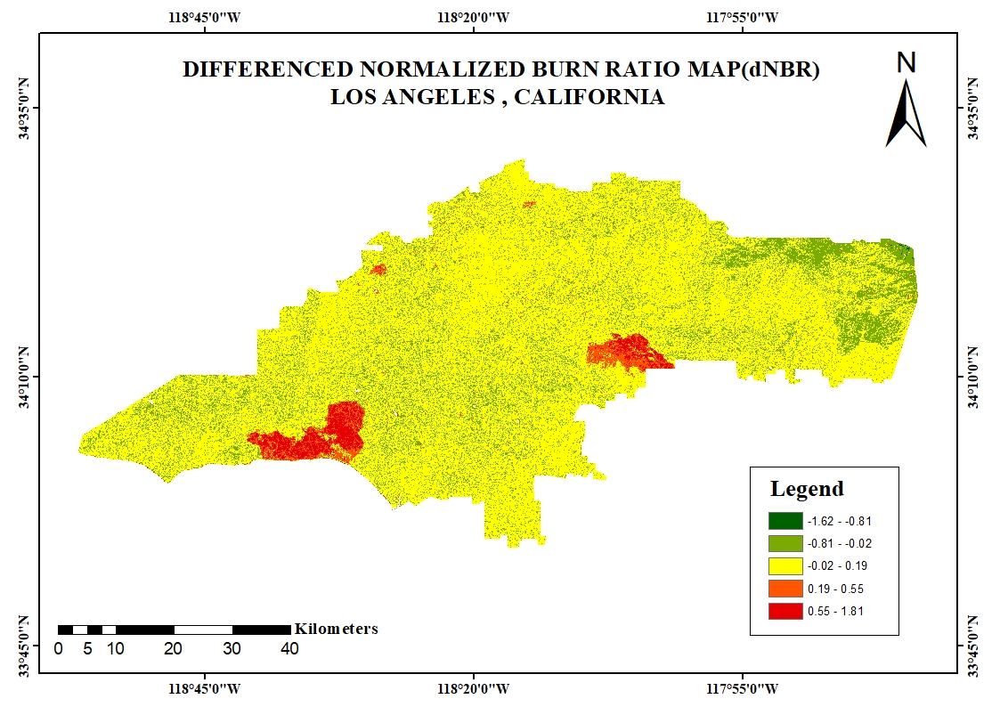 118°45'0"W 118°20'0"W 117°55'0"W
DIFFERENCED NORMALIZED BURN RATIO MAP(dNBR)
LOS ANGELES , CALIFORNIA
N
34°35'0"N 34°35'0"N
34°10'0"N 34°10'0"N
Legend
-1.62 - -0.81
-0.81 - -0.02
-0.02 - 0.19
0.19 - 0.55
0.55 - 1.81
Kilometers
0 5 10 20 30 40
33°45'0"N 33°45'0"N
118°45'0"W 118°20'0"W 117°55'0"W